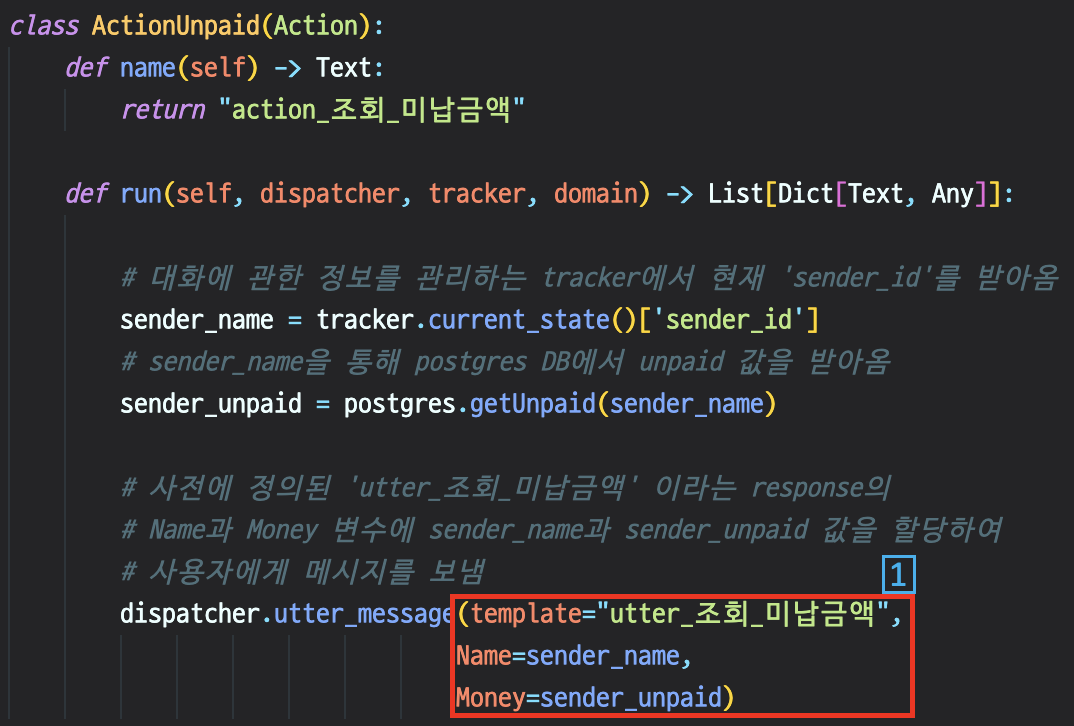 class ActionUnpaid(Action):
    def name(self) -> Text:
        return "action_조회_미납금액"
    def run(self, dispatcher, tracker, domain) -> List[Dict[Text, Any]]:
        # 대화에 관한 정보를 관리하는 tracker에서 현재 'sender_id'를 받아옴
        sender_name = tracker.current_state()['sender_id']
        # sender_name을 통해 postgres DB에서 unpaid 값을 받아옴
        sender_unpaid = postgres.getUnpaid(sender_name)
        # 사전에 정의된 'utter_조회_미납금액' 이라는 response의
        # Name과 Money 변수에 sender_name과 sender_unpaid 값을 할당하여
        # 사용자에게 메시지를 보냄
1
        dispatcher.utter_message(template="utter_조회_미납금액",
                                Name=sender_name,
                                Money=sender_unpaid)